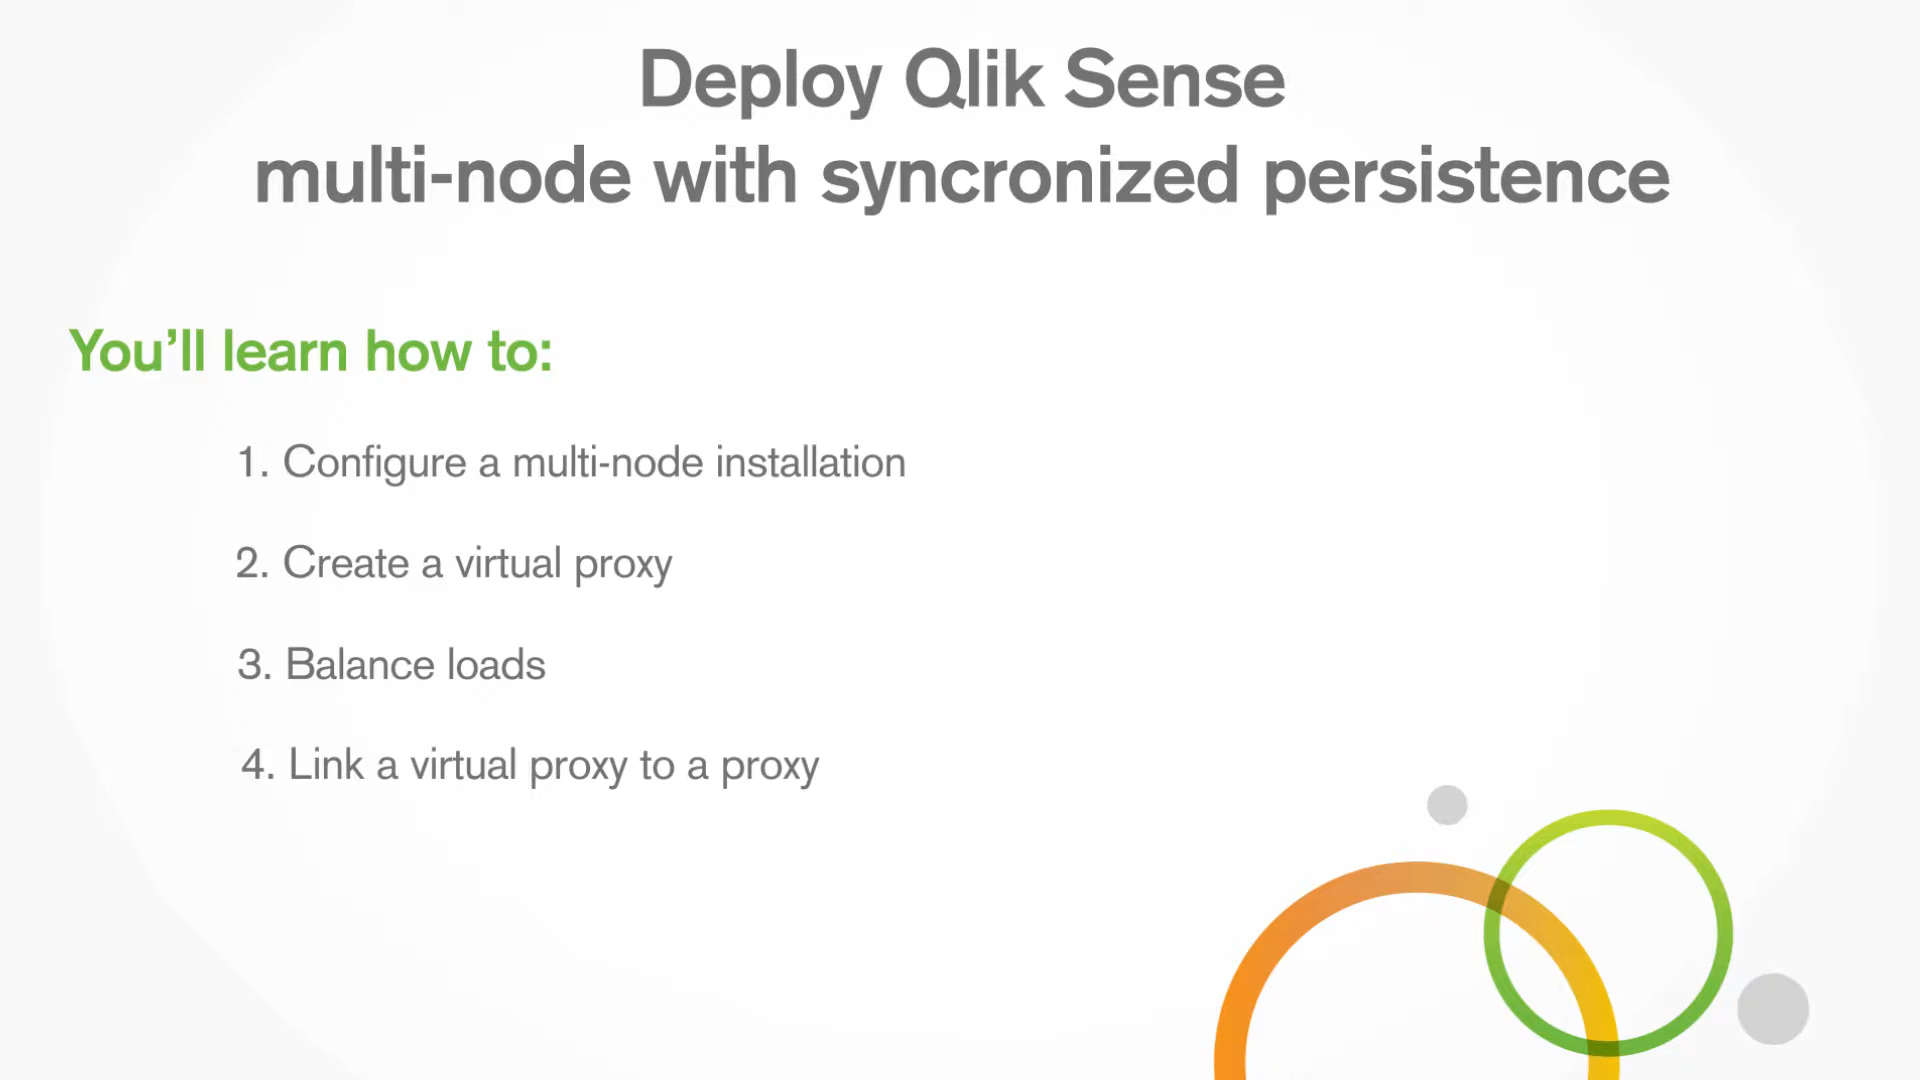 Deploy Qlik Sense
multi-node with syncronized persistence
You’ll learn how to:
1. Configure a multi-node installation
2. Create a virtual proxy
3. Balance loads
4. Link a virtual proxy to a proxy